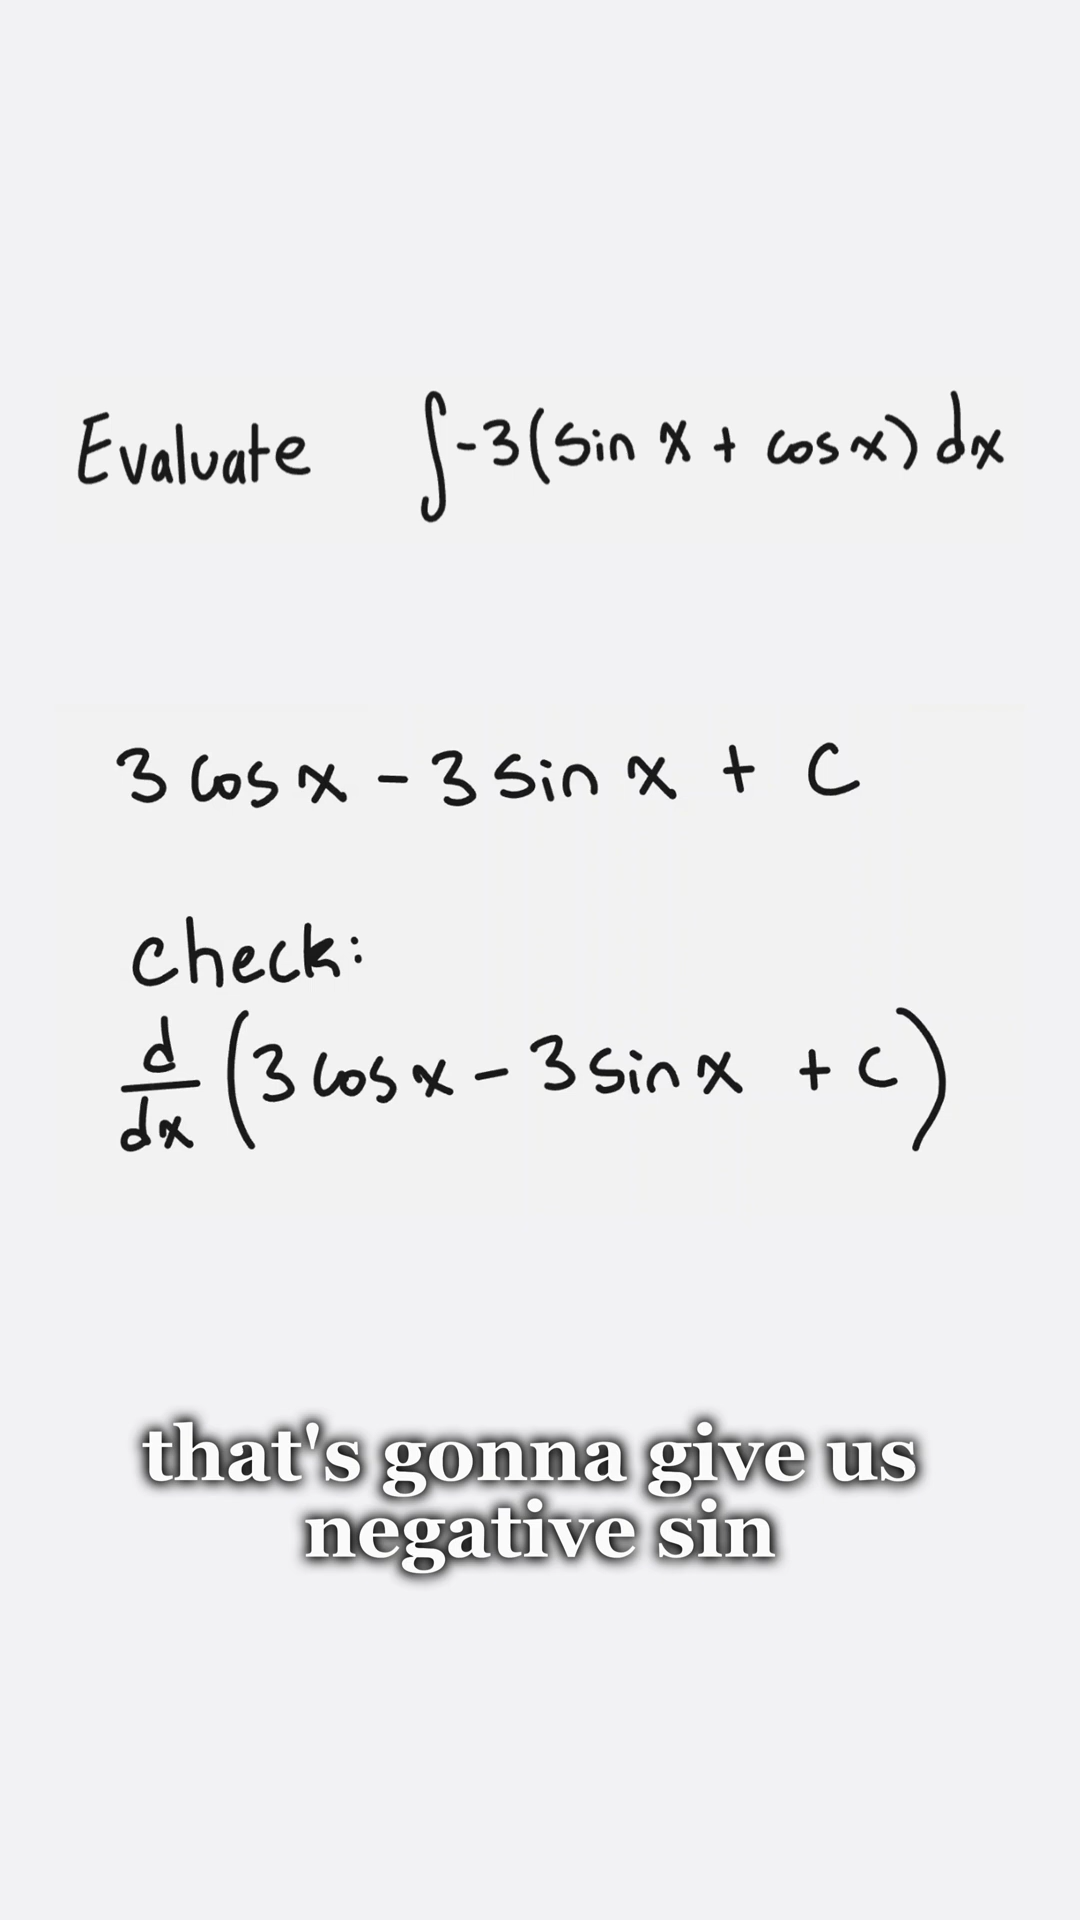 Evaluate ∫-3(sin x + cos x) dx
3 cos x - 3 sin x + C
check:
d/dx (3 cos x - 3 sin x + C)
that's gonna give us
negative sin